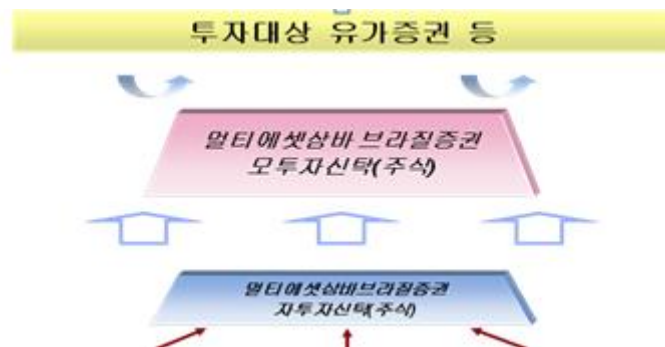 투자대상 유가증권 등
멀티에셋삼바 브라질증권
모투자신탁(주식)
멀티에셋삼바브라질증권
자투자신탁(주식)